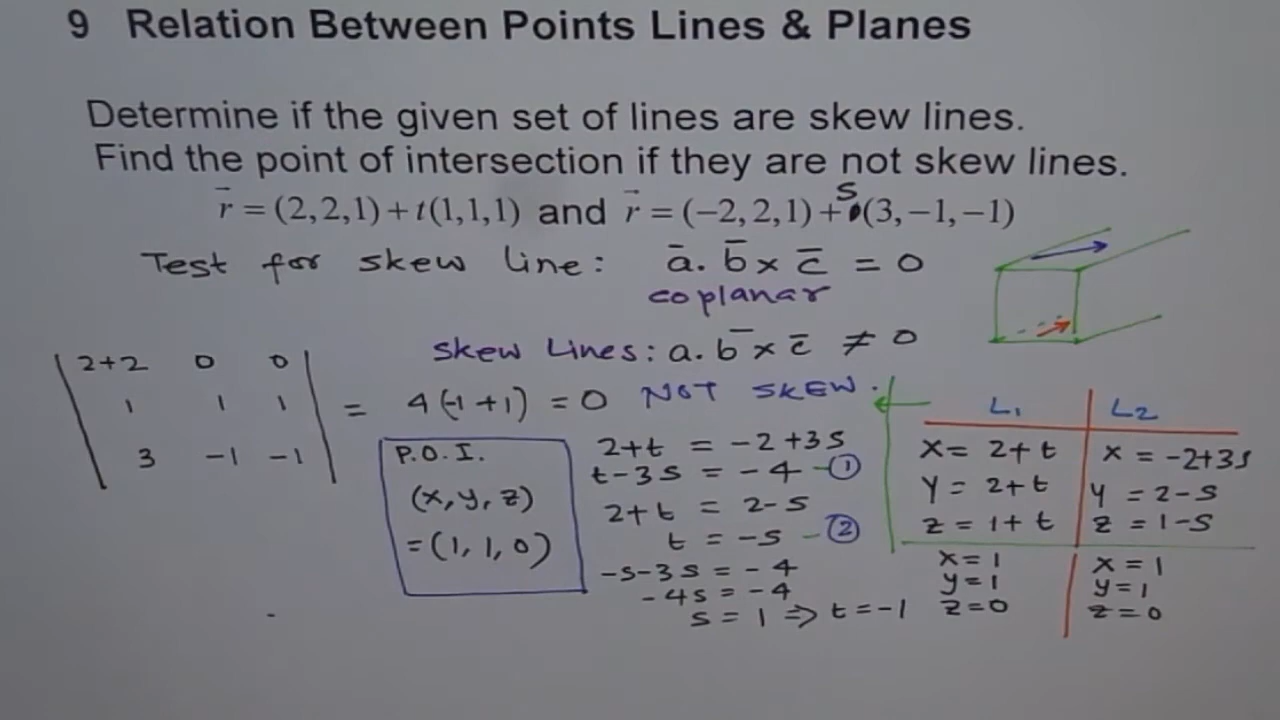 9 Relation Between Points Lines & Planes
Determine if the given set of lines are skew lines.
Find the point of intersection if they are not skew lines.
r⃗ = (2,2,1) + t(1,1,1) and r⃗ = (−2,2,1) + s(3,−1,−1)
Test for skew line: a̅ . b̅ × c̅ = 0
coplanar
Skew Lines: a . b̅ × c̅ ≠ 0
| 2+2 0 0 |
| 1 1 1 | = 4(-1+1) = 0 NOT SKEW.
| 3 -1 -1 |
P.O.I.
(x, y, z)
= (1, 1, 0)
2+t = -2+3s
t-3s = -4 - ①
2+t = 2-s
t = -s - ②
-s-3s = -4
-4s = -4
s = 1 ⇒ t = -1
L1 L2
x = 2+t x = -2+3s
y = 2+t y = 2-s
z = 1+t z = 1-s
x = 1 x = 1
y = 1 y = 1
z = 0 z = 0